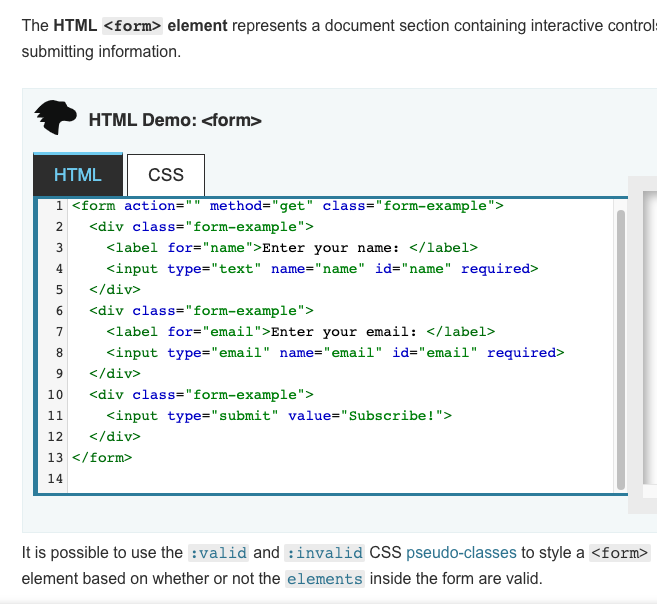 The HTML <form> element represents a document section containing interactive controls
submitting information.
HTML Demo: <form>
HTML CSS
1 <form action="" method="get" class="form-example">
2   <div class="form-example">
3     <label for="name">Enter your name: </label>
4     <input type="text" name="name" id="name" required>
5   </div>
6   <div class="form-example">
7     <label for="email">Enter your email: </label>
8     <input type="email" name="email" id="email" required>
9   </div>
10   <div class="form-example">
11     <input type="submit" value="Subscribe!">
12   </div>
13 </form>
14
It is possible to use the :valid and :invalid CSS pseudo-classes to style a <form>
element based on whether or not the elements inside the form are valid.